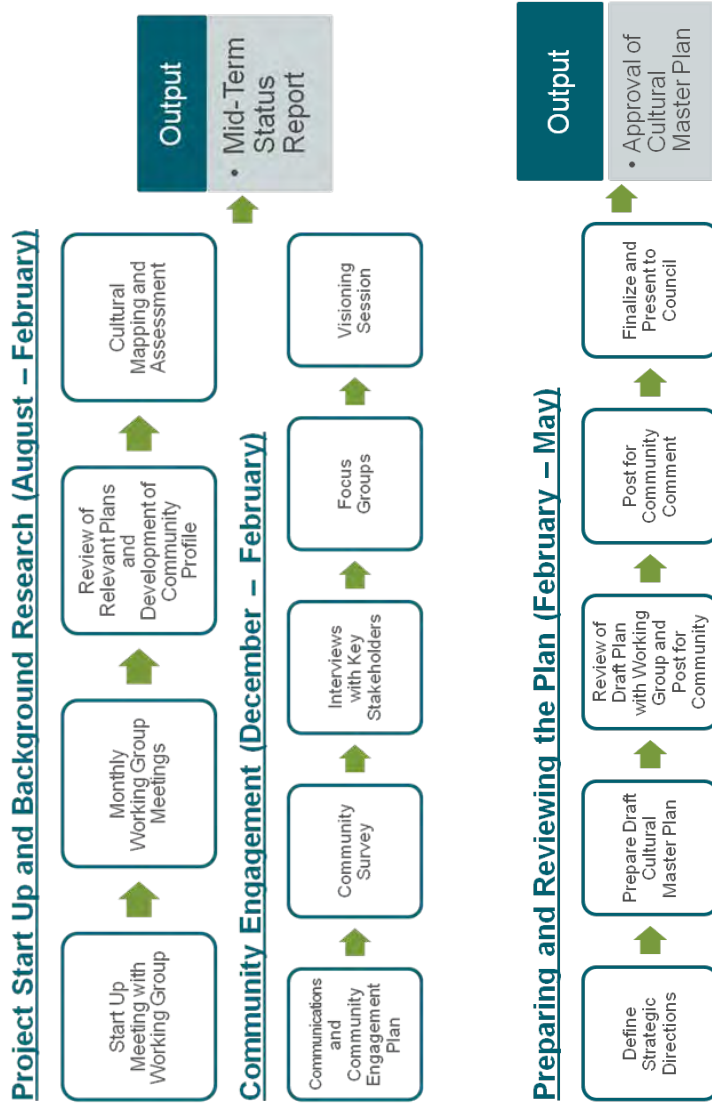 Project Start Up and Background Research (August – February)
Start Up
Meeting with
Working Group
Monthly
Working Group
Meetings
Review of
Relevant Plans
and
Development of
Community
Profile
Cultural
Mapping and
Assessment
Output
• Mid-Term
Status
Report
Community Engagement (December – February)
Communications
and
Community
Engagement
Plan
Community
Survey
Interviews
with Key
Stakeholders
Focus
Groups
Visioning
Session
Preparing and Reviewing the Plan (February – May)
Define
Strategic
Directions
Prepare Draft
Cultural
Master Plan
Review of
Draft Plan
with Working
Group and
Post for
Community
Post for
Community
Comment
Finalize and
Present to
Council
Output
• Approval of
Cultural
Master Plan